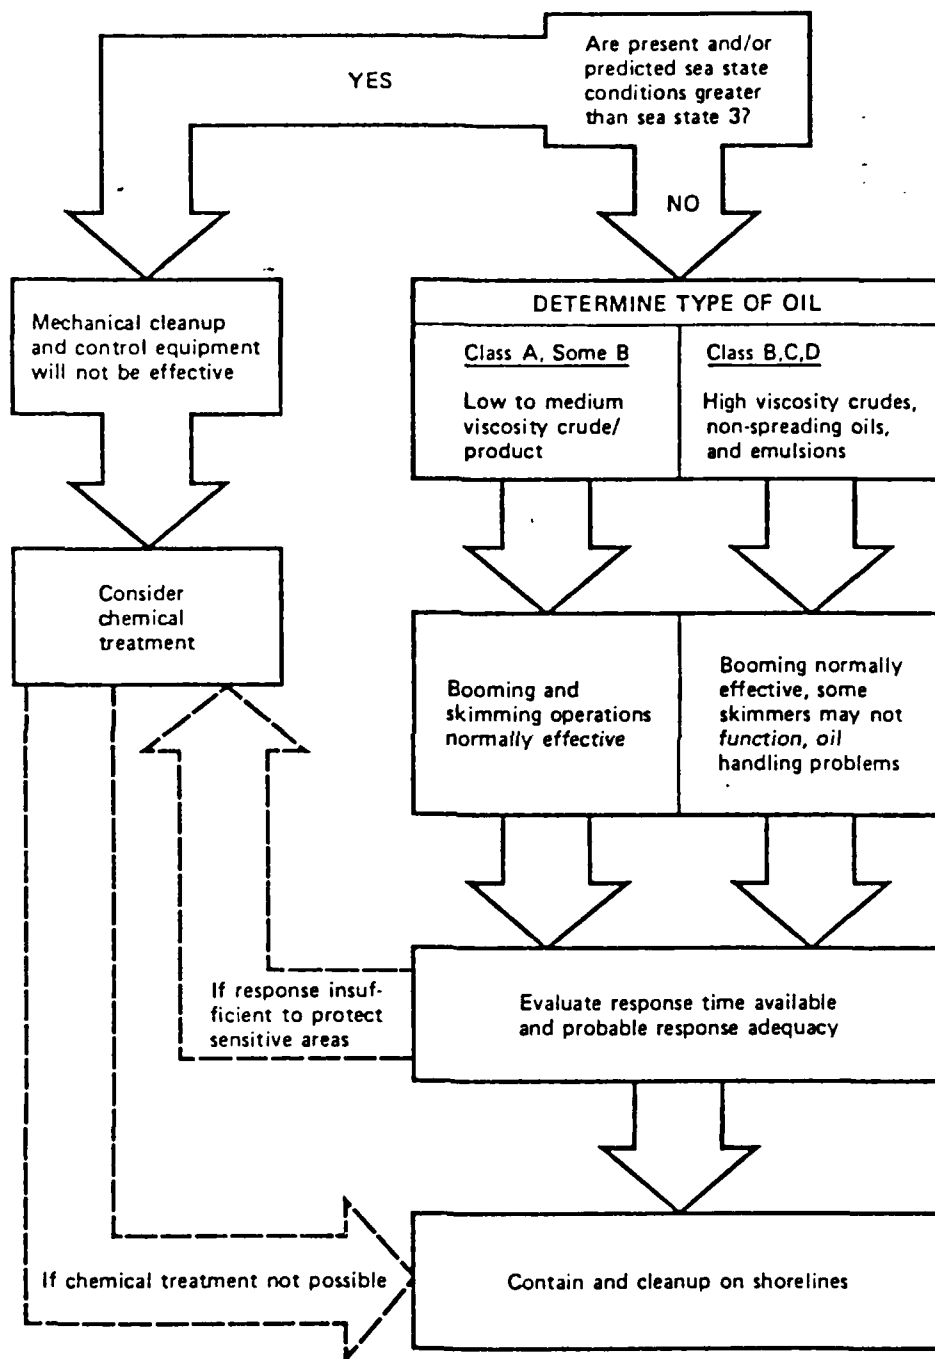 Are present and/or
predicted sea state
conditions greater
than sea state 3?
YES
NO
Mechanical cleanup
and control equipment
will not be effective
DETERMINE TYPE OF OIL
Class A, Some B
Low to medium
viscosity crude/
product
Class B,C,D
High viscosity crudes,
non-spreading oils,
and emulsions
Consider
chemical
treatment
Booming and
skimming operations
normally effective
Booming normally
effective, some
skimmers may not
function, oil
handling problems
If response insuf-
ficient to protect
sensitive areas
Evaluate response time available
and probable response adequacy
If chemical treatment not possible
Contain and cleanup on shorelines